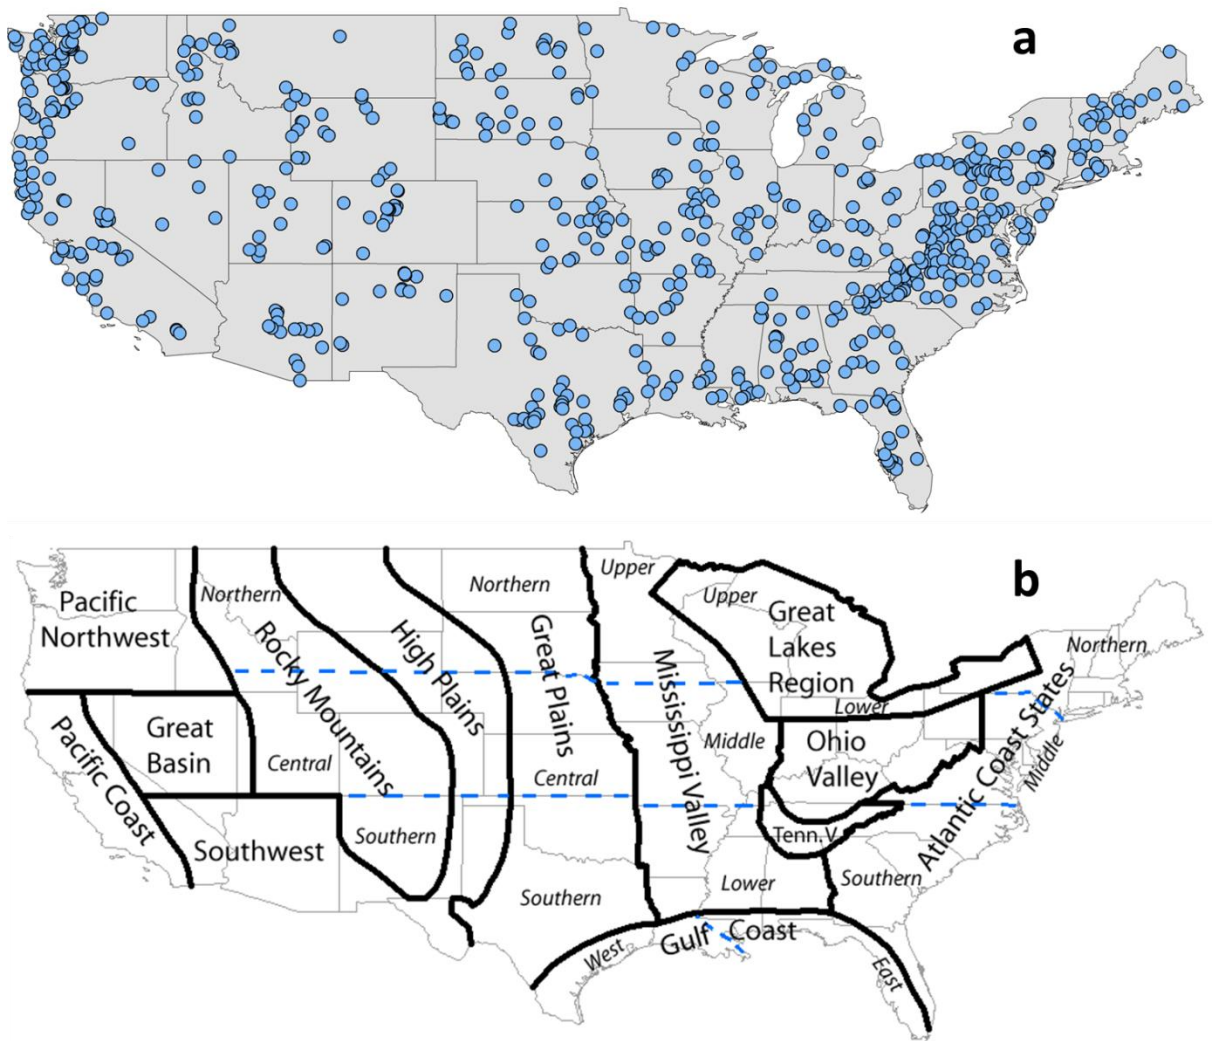 a
b
Pacific
Northwest
Northern
Rocky Mountains
High Plains
Northern
Great Plains
Upper
Mississippi Valley
Upper
Great
Lakes
Region
Lower
Northern
Atlantic Coast States
Middle
Pacific Coast
Great
Basin
Central
Central
Middle
Ohio
Valley
Southwest
Southern
Southern
Tenn. V.
Lower
Southern
West
Gulf Coast
East